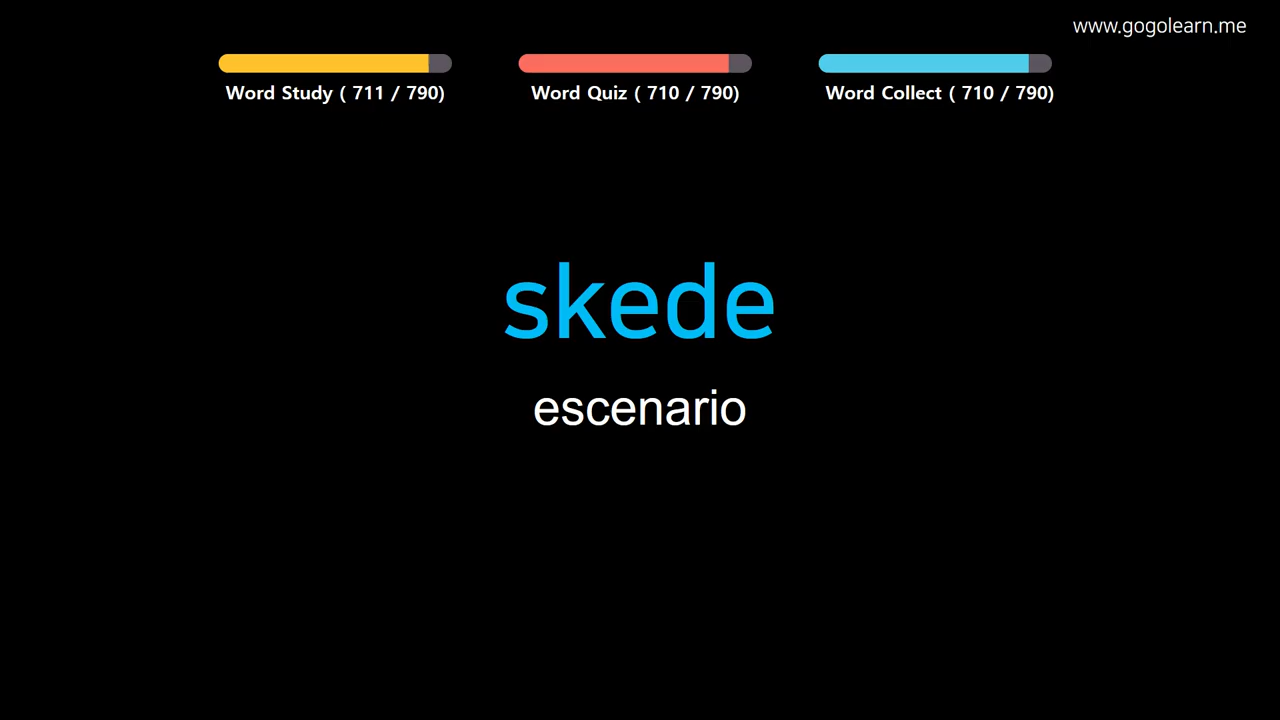 www.gogolearn.me
Word Study ( 711 / 790)
Word Quiz ( 710 / 790)
Word Collect ( 710 / 790)
skede
escenario